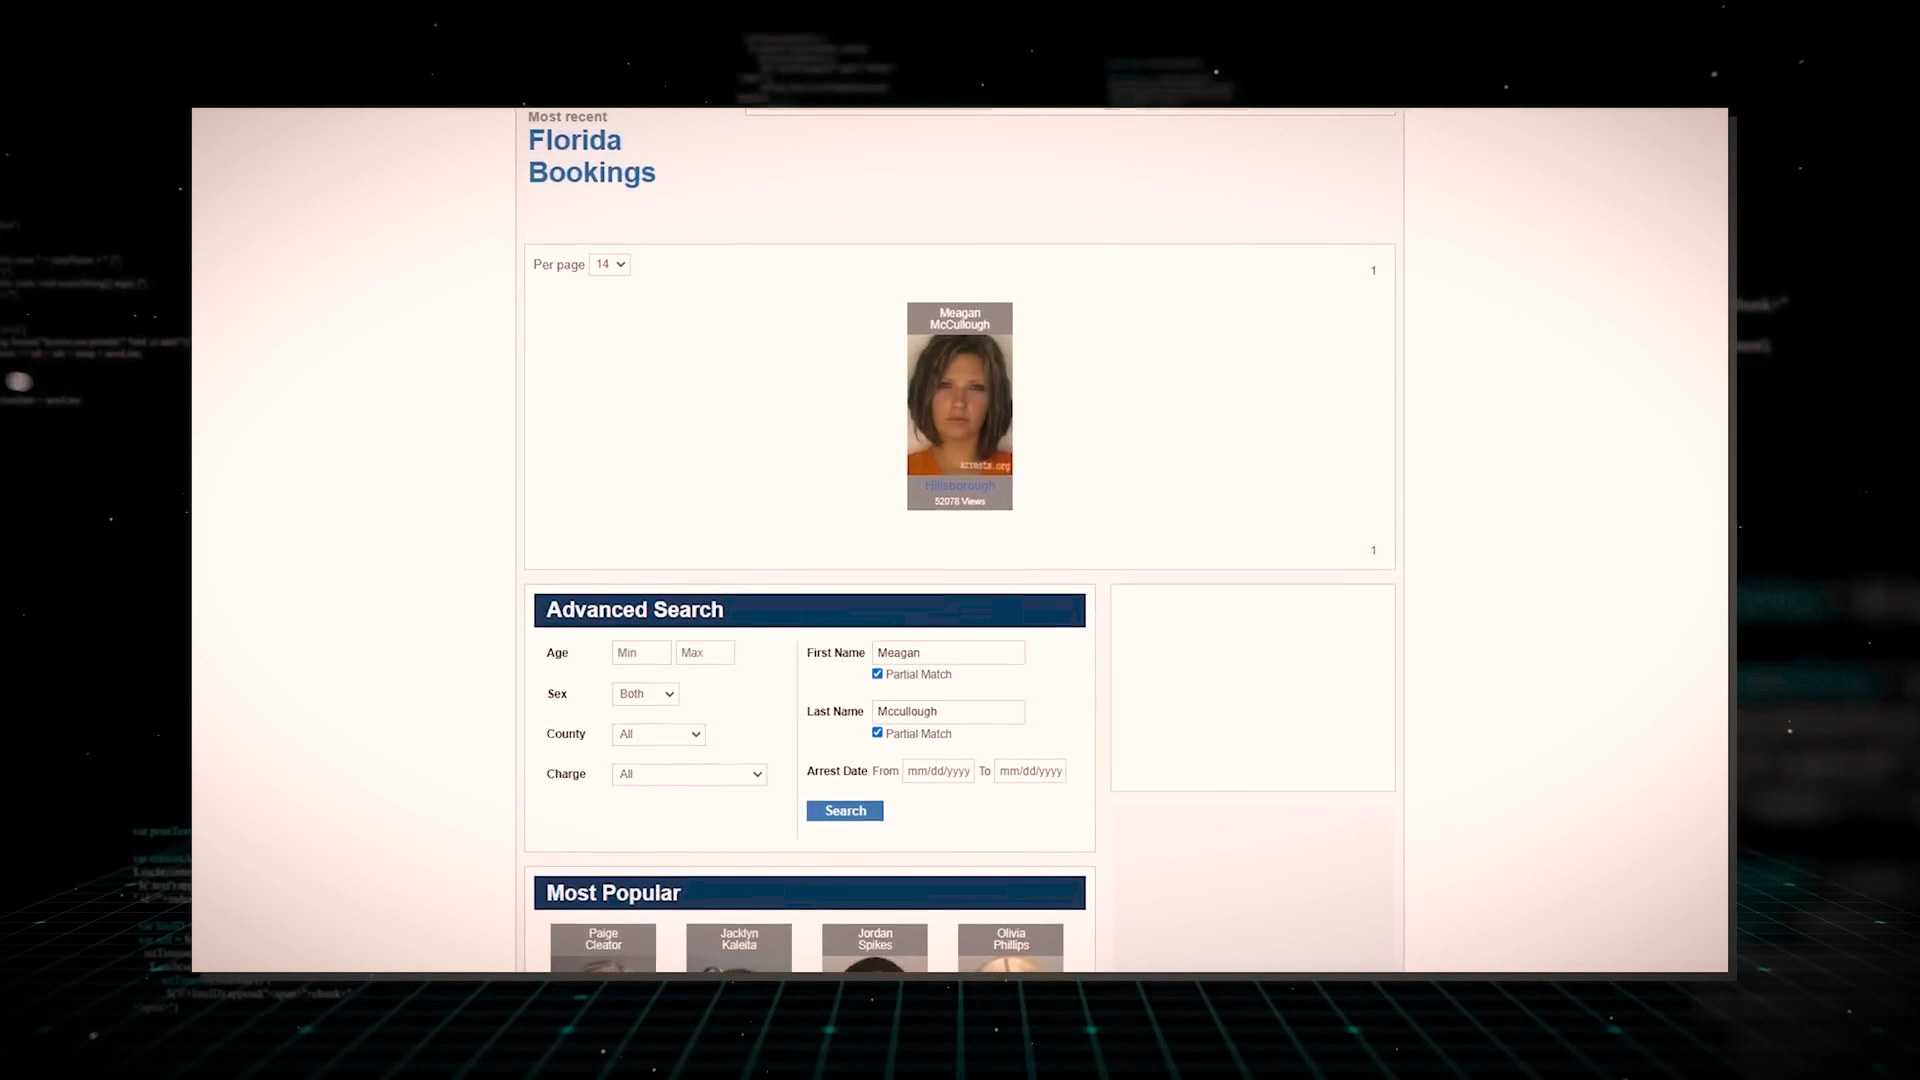 Most recent
Florida
Bookings
Per page 14
1
Meagan
McCullough
arrests.org
Hillsborough
52078 Views
1
Advanced Search
Age Min Max
Sex Both
County All
Charge All
First Name Meagan
Partial Match
Last Name Mccullough
Partial Match
Arrest Date From mm/dd/yyyy To mm/dd/yyyy
Search
Most Popular
Paige
Cleator
Jacklyn
Kaleita
Jordan
Spikes
Olivia
Phillips